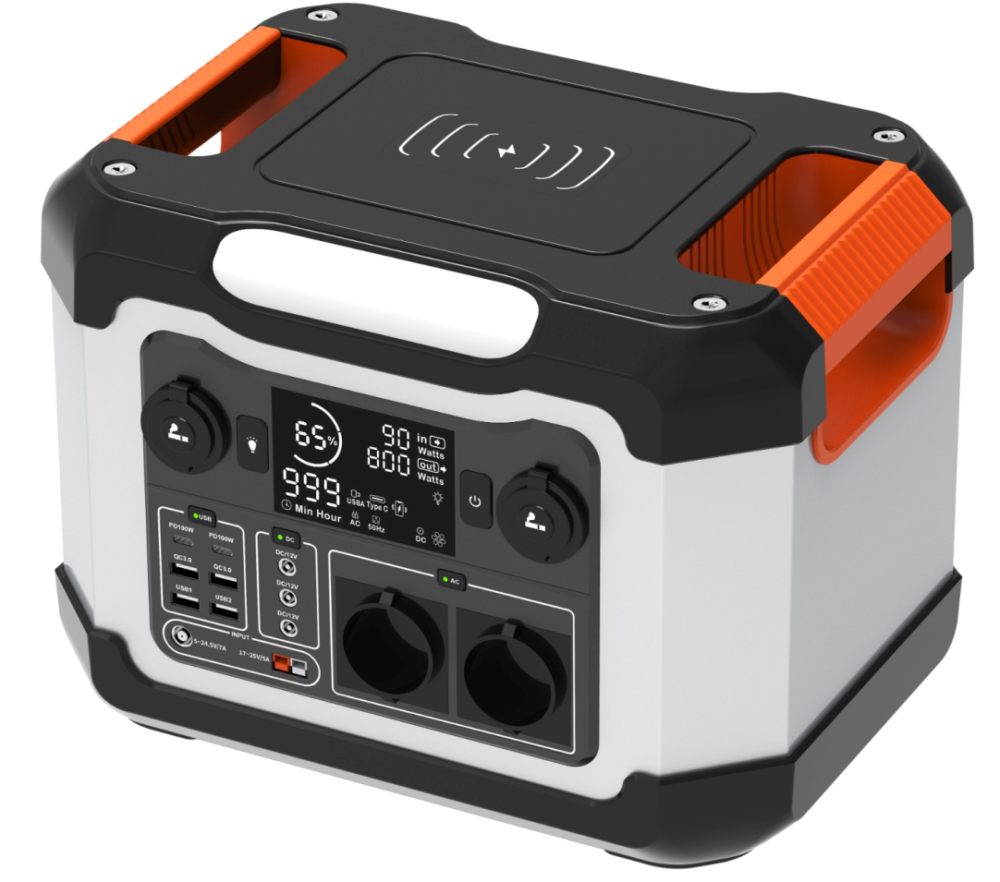 65%
90 in
Watts
800 out
Watts
999
Min Hour
USBA Type C
AC 50Hz
DC
USB
PD100W PD100W
QC3.0 QC3.0
USB1 USB2
DC
DC/12V
DC/12V
DC/12V
AC
INPUT
5~24.5V/7A
17~25V/5A